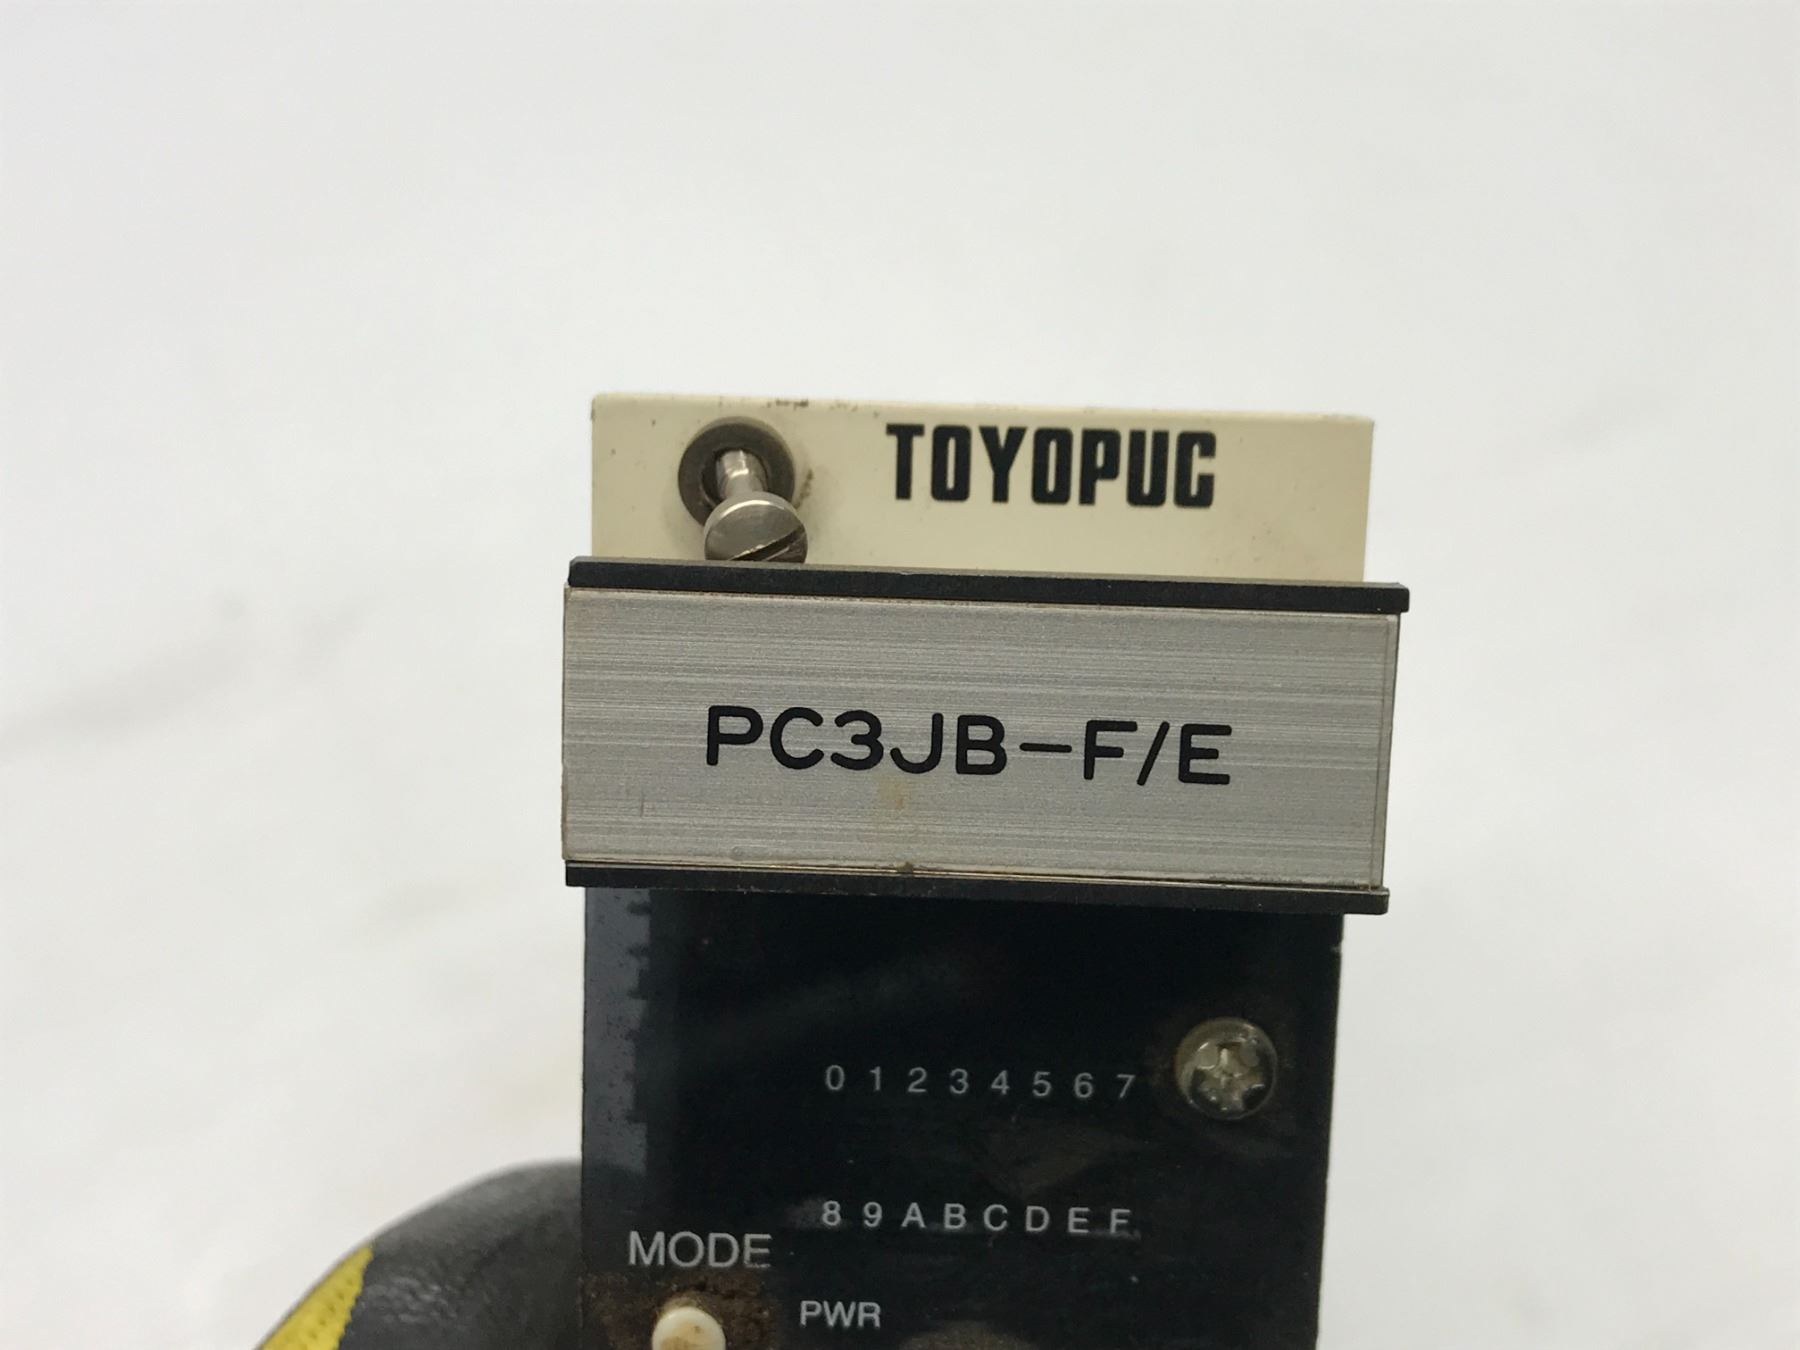 TOYOPUC
PC3JB-F/E
0 1 2 3 4 5 6 7
8 9 A B C D E F
MODE
PWR